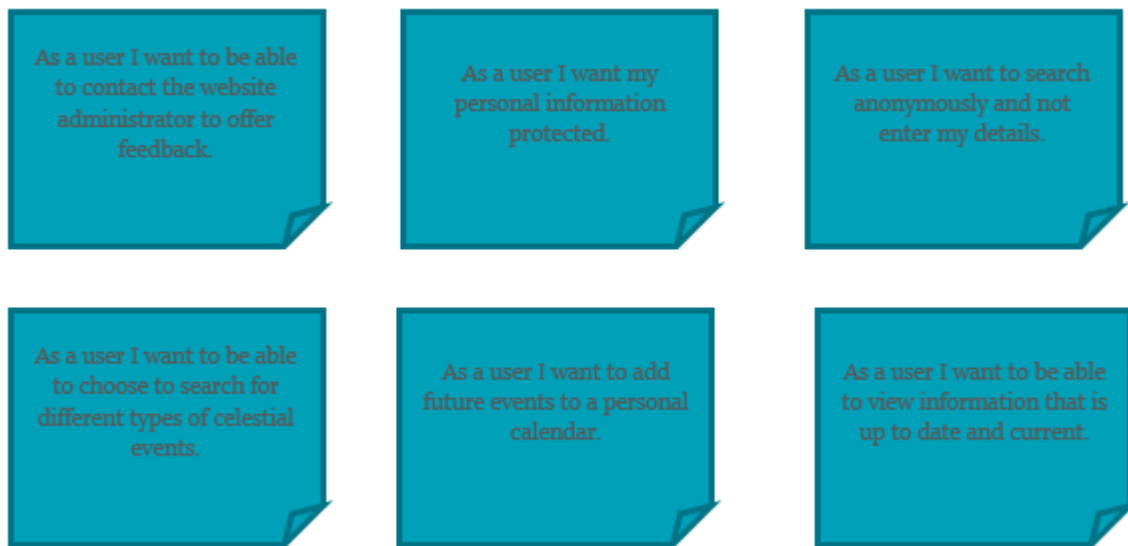 As a user I want to be able
to contact the website
administrator to offer
feedback.
As a user I want my
personal information
protected.
As a user I want to search
anonymously and not
enter my details.
As a user I want to be able
to choose to search for
different types of celestial
events.
As a user I want to add
future events to a personal
calendar.
As a user I want to be able
to view information that is
up to date and current.